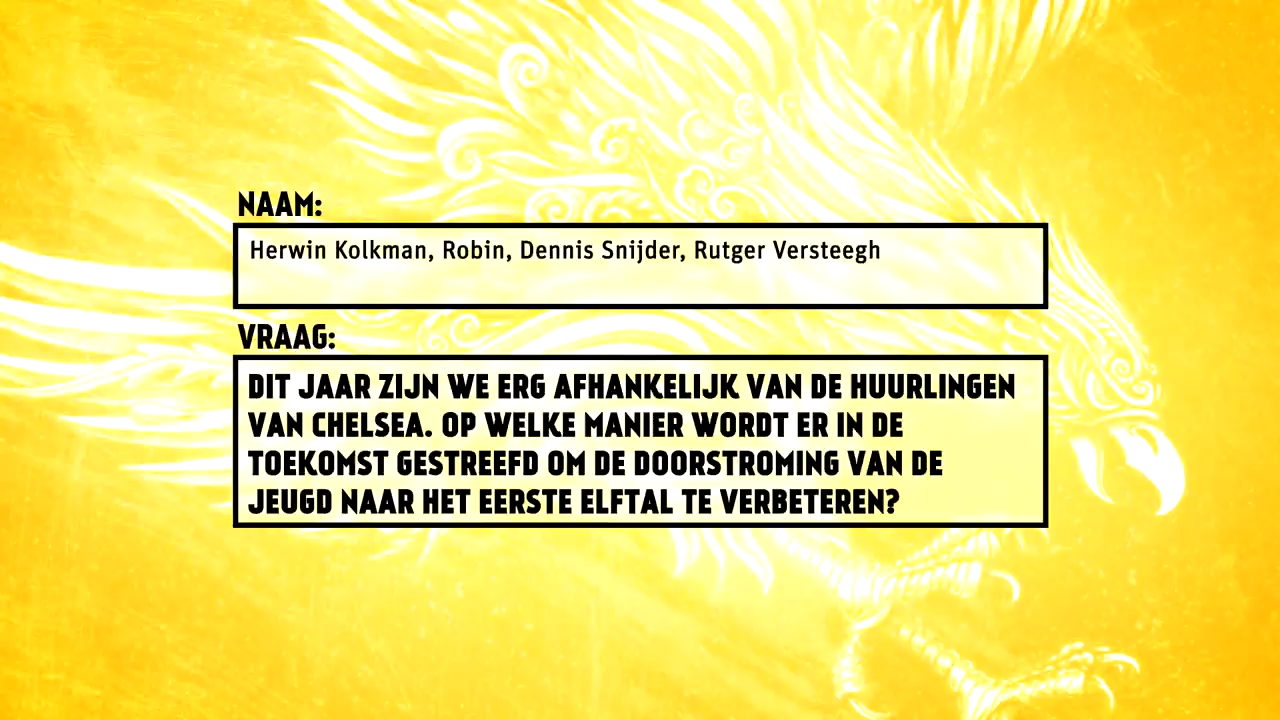 NAAM:
Herwin Kolkman, Robin, Dennis Snijder, Rutger Versteegh
VRAAG:
DIT JAAR ZIJN WE ERG AFHANKELIJK VAN DE HUURLINGEN
VAN CHELSEA. OP WELKE MANIER WORDT ER IN DE
TOEKOMST GESTREEFD OM DE DOORSTROMING VAN DE
JEUGD NAAR HET EERSTE ELFTAL TE VERBETEREN?